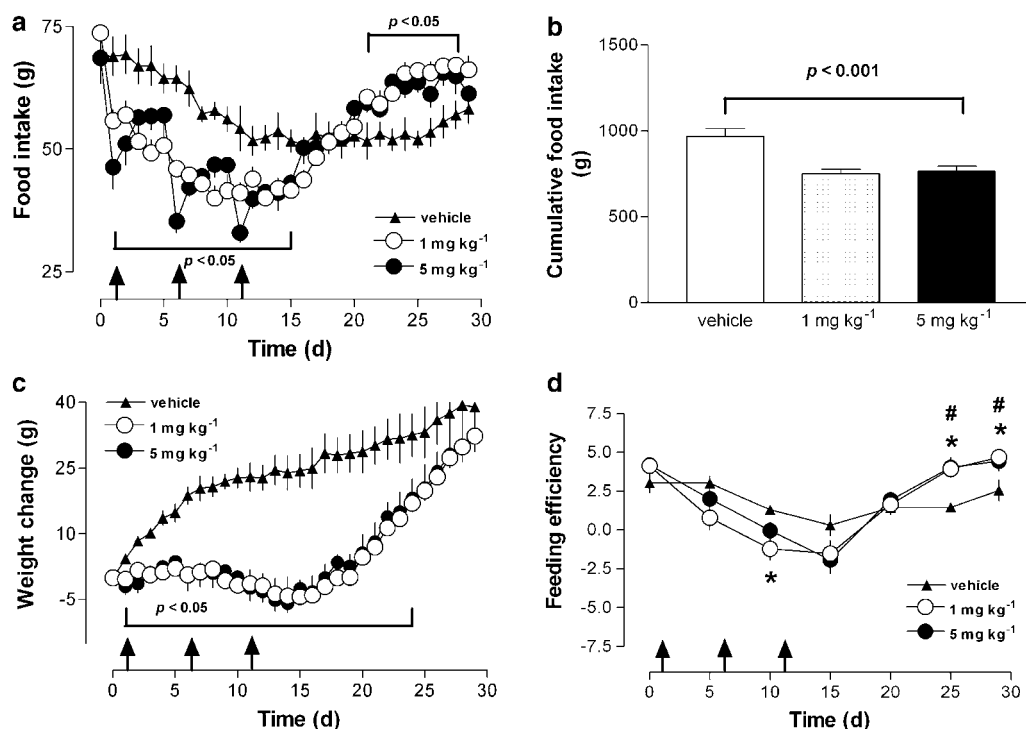 a
75
50
25
Food intake (g)
p < 0.05
vehicle
1 mg kg⁻¹
5 mg kg⁻¹
p < 0.05
0 5 10 15 20 25 30
Time (d)
b
1500
1000
500
0
Cumulative food intake
(g)
p < 0.001
vehicle 1 mg kg⁻¹ 5 mg kg⁻¹
c
40
25
10
-5
Weight change (g)
vehicle
1 mg kg⁻¹
5 mg kg⁻¹
p < 0.05
0 5 10 15 20 25 30
Time (d)
d
7.5
5.0
2.5
0.0
-2.5
-5.0
-7.5
Feeding efficiency
# #
* *
*
vehicle
1 mg kg⁻¹
5 mg kg⁻¹
0 5 10 15 20 25 30
Time (d)